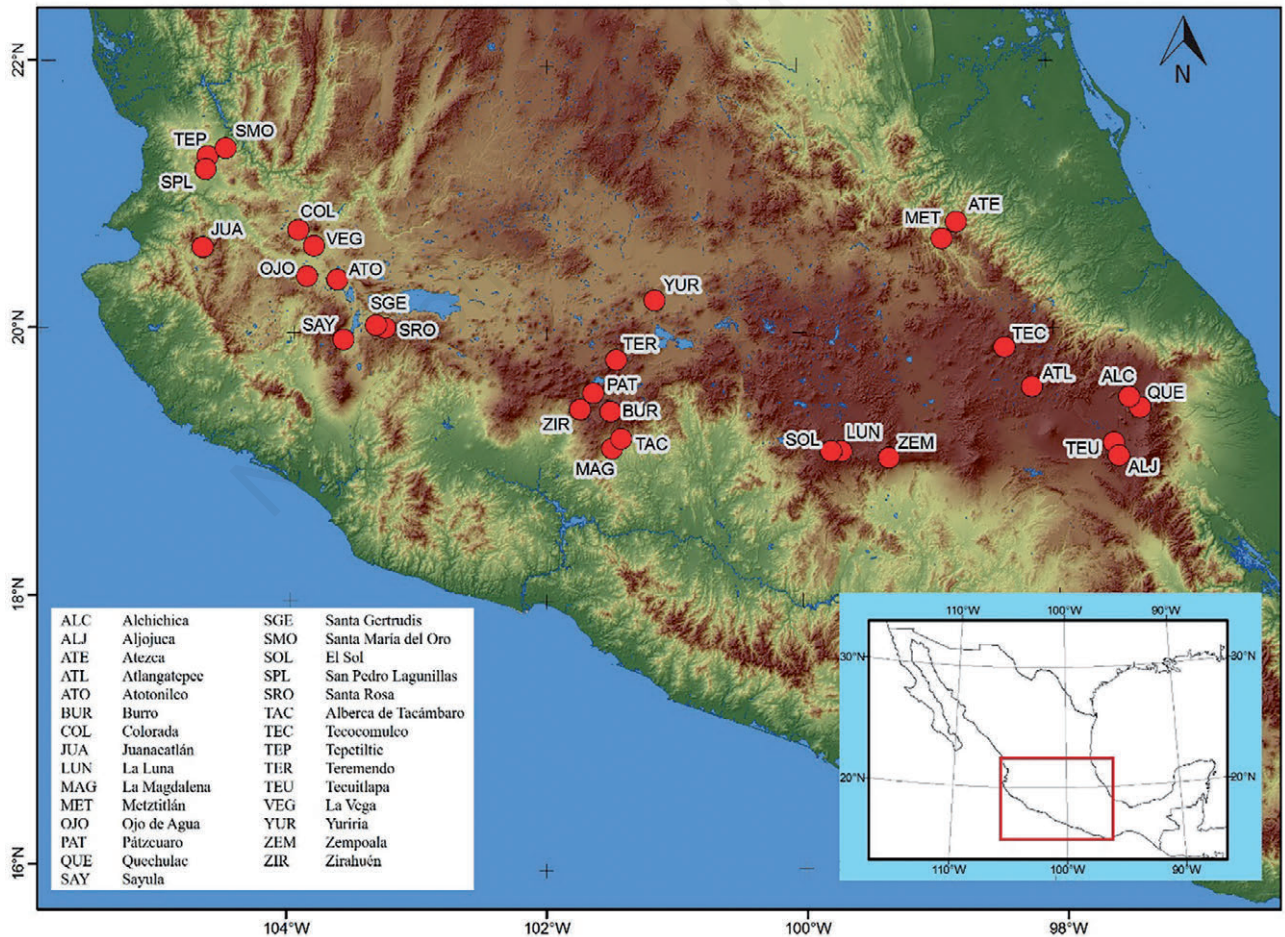 22°N
20°N
18°N
16°N
N
TEP
SMO
SPL
COL
JUA
VEG
OJO
ATO
SGE
SAY
SRO
YUR
TER
PAT
ZIR
BUR
TAC
MAG
MET
ATE
TEC
ATL
ALC
QUE
SOL
LUN
ZEM
TEU
ALJ
ALC Alchichica
ALJ Aljojuca
ATE Atezca
ATL Atlangatepec
ATO Atotonilco
BUR Burro
COL Colorada
JUA Juanacatlán
LUN La Luna
MAG La Magdalena
MET Metztitlán
OJO Ojo de Agua
PAT Pátzcuaro
QUE Quechulac
SAY Sayula
SGE Santa Gertrudis
SMO Santa María del Oro
SOL El Sol
SPL San Pedro Lagunillas
SRO Santa Rosa
TAC Alberca de Tacámbaro
TEC Tecocomulco
TEP Tepetiltic
TER Teremendo
TEU Tecuitlapa
VEG La Vega
YUR Yuriria
ZEM Zempoala
ZIR Zirahuén
110°W 100°W 90°W
30°N 30°N
20°N 20°N
110°W 100°W 90°W
104°W 102°W 100°W 98°W